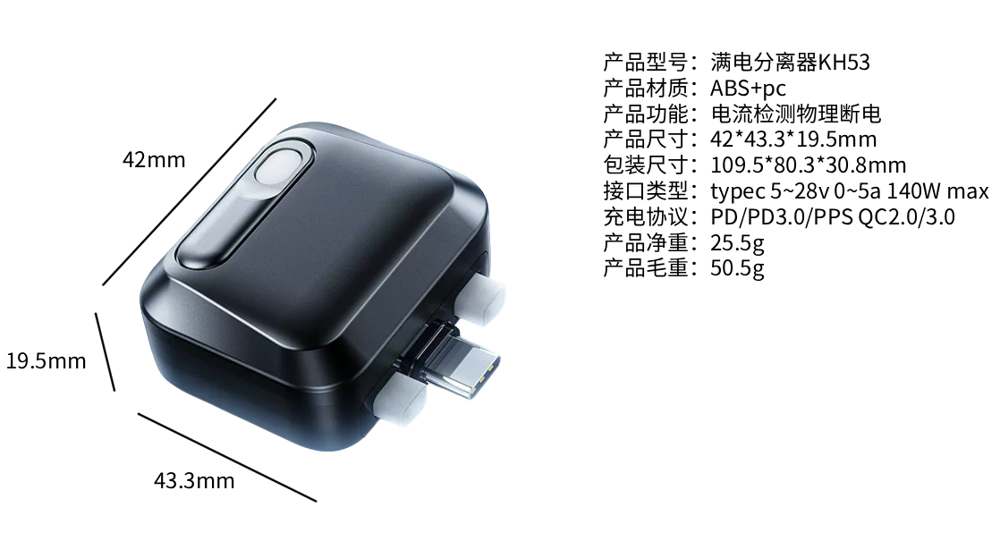 产品型号：满电分离器KH53
产品材质：ABS+pc
产品功能：电流检测物理断电
产品尺寸：42*43.3*19.5mm
包装尺寸：109.5*80.3*30.8mm
接口类型：typec 5~28v 0~5a 140W max
充电协议：PD/PD3.0/PPS QC2.0/3.0
产品净重：25.5g
产品毛重：50.5g
42mm
19.5mm
43.3mm